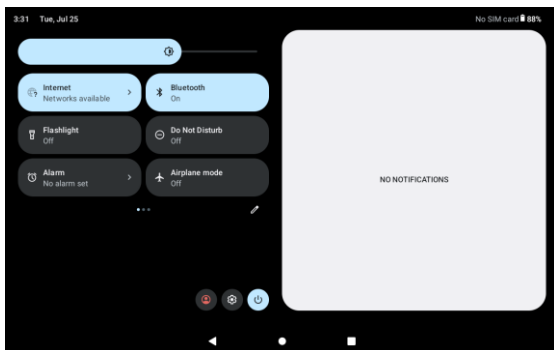 3:31 Tue, Jul 25
No SIM card 88%
Internet
Networks available
Bluetooth
On
Flashlight
Off
Do Not Disturb
Off
Alarm
No alarm set
Airplane mode
Off
NO NOTIFICATIONS